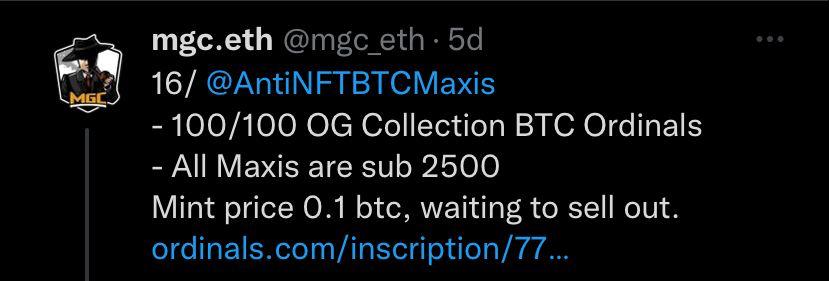 mgc.eth @mgc_eth · 5d
MGC
16/ @AntiNFTBTCMaxis
- 100/100 OG Collection BTC Ordinals
- All Maxis are sub 2500
Mint price 0.1 btc, waiting to sell out.
ordinals.com/inscription/77...